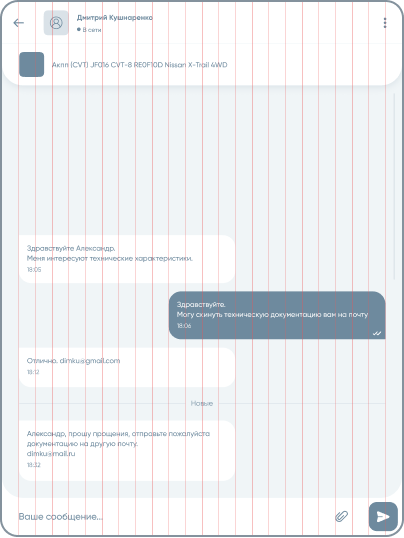 Дмитрий Кушнаренко
В сети
Акпп (CVT) JF016 CVT-8 RE0F10D Nissan X-Trail 4WD
Здравствуйте Александр.
Меня интересуют технические характеристики.
18:05
Здравствуйте.
Могу скинуть техническую документацию вам на почту
18:06
Отлично. dimku@gmail.com
18:12
Новые
Александр, прошу прощения, отправьте пожалуйста
документацию на другую почту.
dimku@mail.ru
18:32
Ваше сообщение...